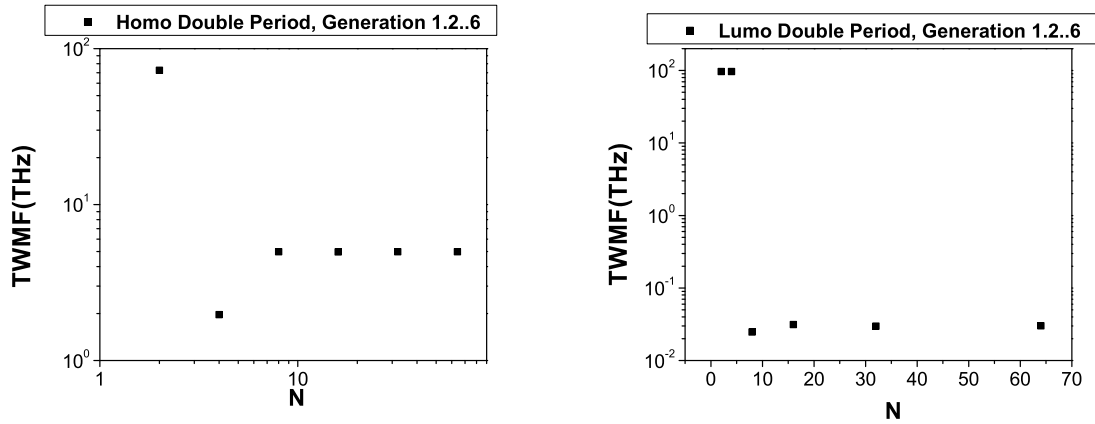 Homo Double Period, Generation 1.2..6
10^2
10^1
10^0
TWMF(THz)
1
10
N
Lumo Double Period, Generation 1.2..6
10^2
10^1
10^0
10^-1
10^-2
TWMF(THz)
0 10 20 30 40 50 60 70
N